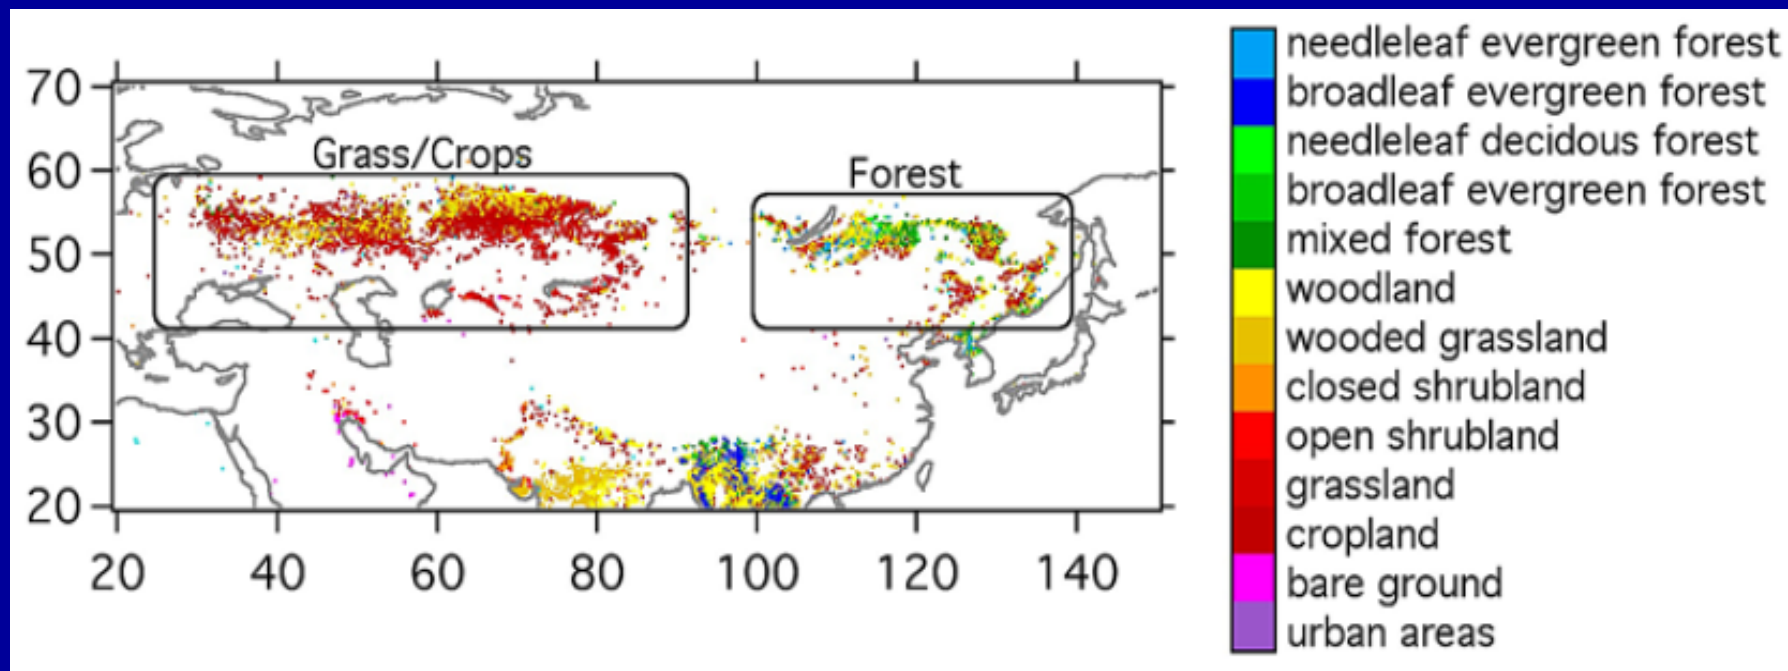 70
60
50
40
30
20
20 40 60 80 100 120 140
Grass/Crops
Forest
needleleaf evergreen forest
broadleaf evergreen forest
needleleaf decidous forest
broadleaf evergreen forest
mixed forest
woodland
wooded grassland
closed shrubland
open shrubland
grassland
cropland
bare ground
urban areas